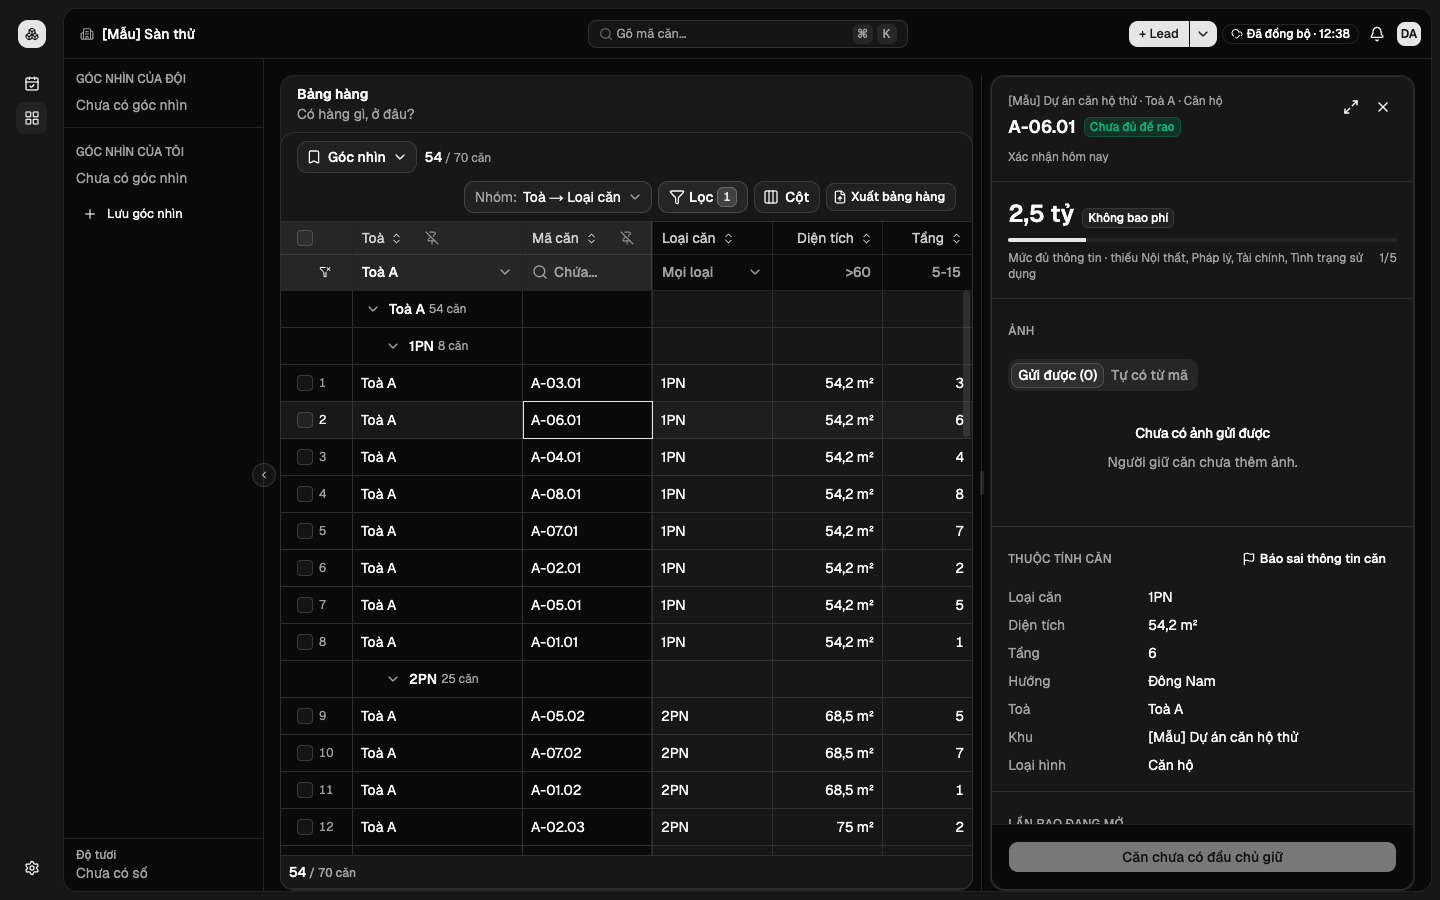 [Mẫu] Sàn thử
Gõ mã căn...
⌘ K
+ Lead
Đã đồng bộ · 12:38
DA
GÓC NHÌN CỦA ĐỘI
Chưa có góc nhìn
GÓC NHÌN CỦA TÔI
Chưa có góc nhìn
+ Lưu góc nhìn
Độ tươi
Chưa có số
Bảng hàng
Có hàng gì, ở đâu?
Góc nhìn
54 / 70 căn
Nhóm: Toà → Loại căn
Lọc 1
Cột
Xuất bảng hàng
Toà Mã căn Loại căn Diện tích Tầng
Toà A Chứa... Mọi loại >60 5-15
Toà A 54 căn
1PN 8 căn
1 Toà A A-03.01 1PN 54,2 m² 3
2 Toà A A-06.01 1PN 54,2 m² 6
3 Toà A A-04.01 1PN 54,2 m² 4
4 Toà A A-08.01 1PN 54,2 m² 8
5 Toà A A-07.01 1PN 54,2 m² 7
6 Toà A A-02.01 1PN 54,2 m² 2
7 Toà A A-05.01 1PN 54,2 m² 5
8 Toà A A-01.01 1PN 54,2 m² 1
2PN 25 căn
9 Toà A A-05.02 2PN 68,5 m² 5
10 Toà A A-07.02 2PN 68,5 m² 7
11 Toà A A-01.02 2PN 68,5 m² 1
12 Toà A A-02.03 2PN 75 m² 2
54 / 70 căn
[Mẫu] Dự án căn hộ thử · Toà A · Căn hộ
A-06.01 Chưa đủ để rao
Xác nhận hôm nay
2,5 tỷ Không bao phí
Mức đủ thông tin · thiếu Nội thất, Pháp lý, Tài chính, Tình trạng sử 1/5
dụng
ẢNH
Gửi được (0) Tự có từ mã
Chưa có ảnh gửi được
Người giữ căn chưa thêm ảnh.
THUỘC TÍNH CĂN
Báo sai thông tin căn
Loại căn 1PN
Diện tích 54,2 m²
Tầng 6
Hướng Đông Nam
Toà Toà A
Khu [Mẫu] Dự án căn hộ thử
Loại hình Căn hộ
LẦN RAO ĐANG MỞ
Căn chưa có đầu chủ giữ